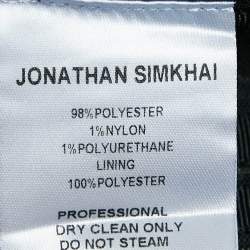 JONATHAN SIMKHAI
98%POLYESTER
1%NYLON
1%POLYURETHANE
LINING
100%POLYESTER
PROFESSIONAL
DRY CLEAN ONLY
DO NOT STEAM